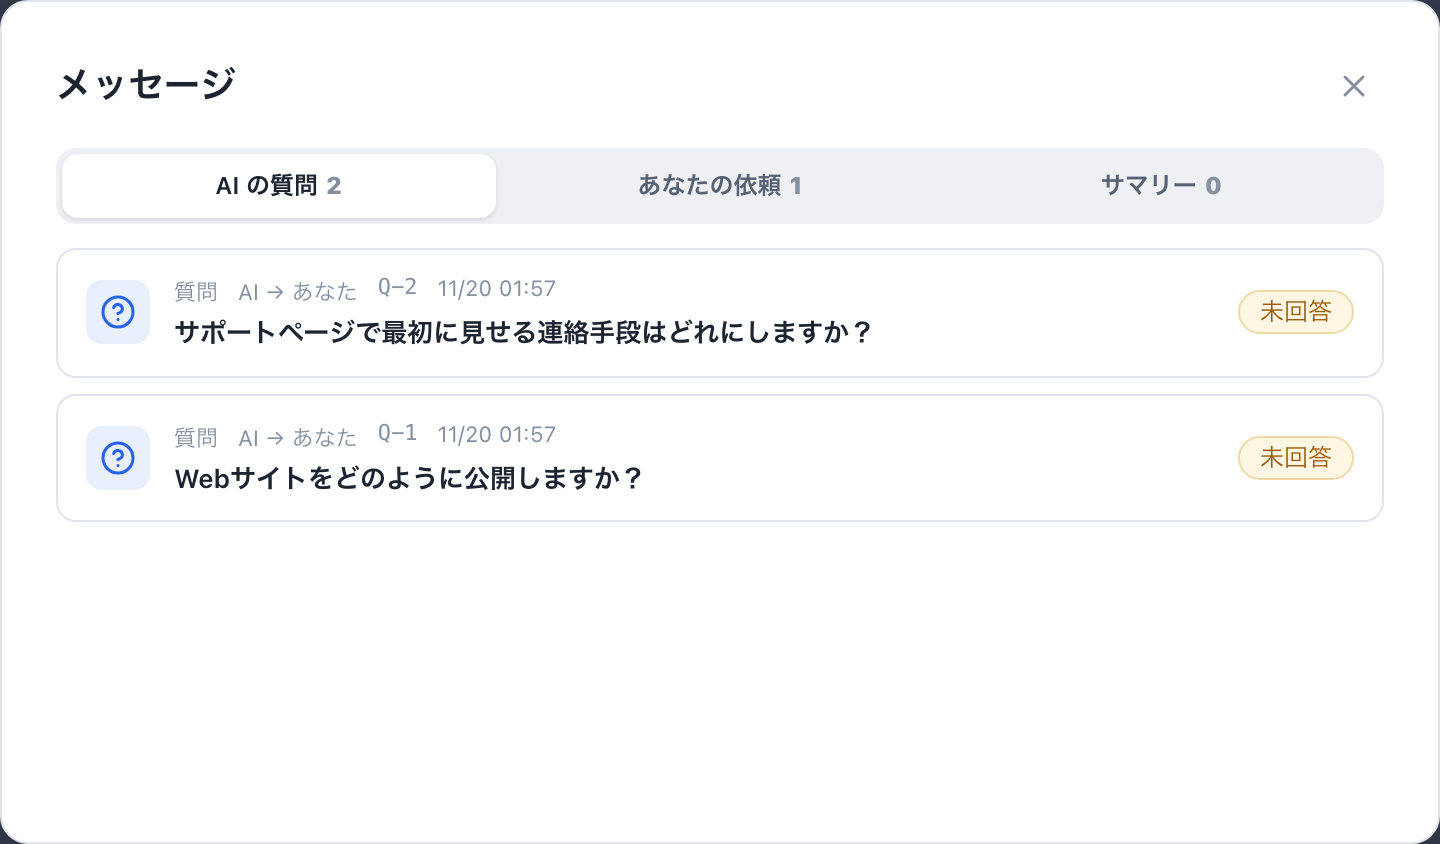 メッセージ
AI の質問 2
あなたの依頼 1
サマリー 0
質問 AI → あなた Q-2 11/20 01:57
サポートページで最初に見せる連絡手段はどれにしますか？
未回答
質問 AI → あなた Q-1 11/20 01:57
Webサイトをどのように公開しますか？
未回答